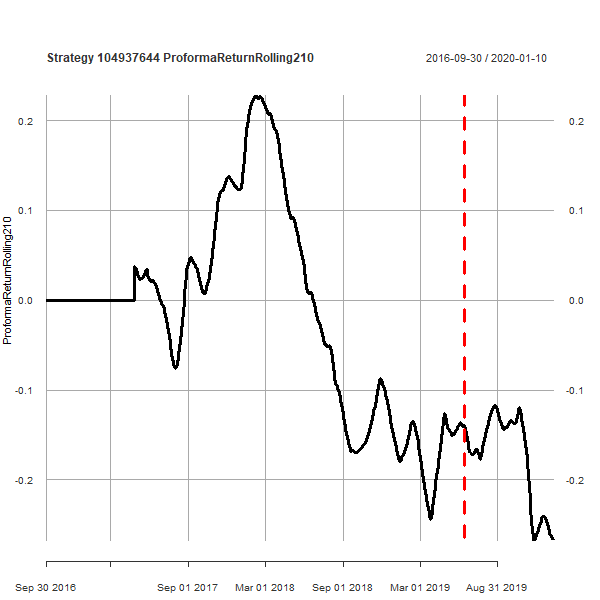 Strategy 104937644 ProformaReturnRolling210
2016-09-30 / 2020-01-10
ProformaReturnRolling210
0.2
0.1
0.0
-0.1
-0.2
0.2
0.1
0.0
-0.1
-0.2
Sep 30 2016
Sep 01 2017
Mar 01 2018
Sep 01 2018
Mar 01 2019
Aug 31 2019